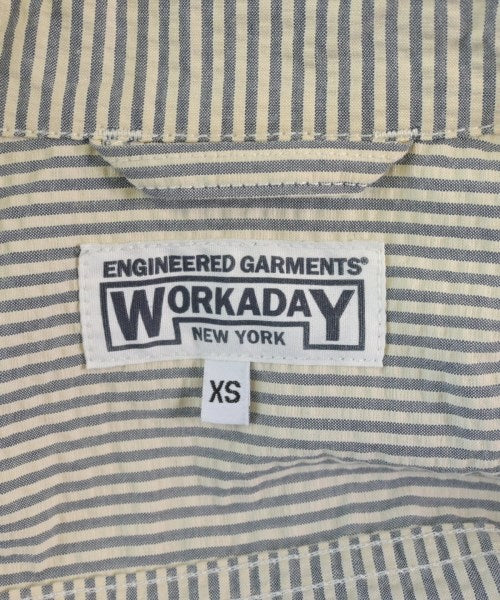 ENGINEERED GARMENTS®
WORKADAY
NEW YORK
XS